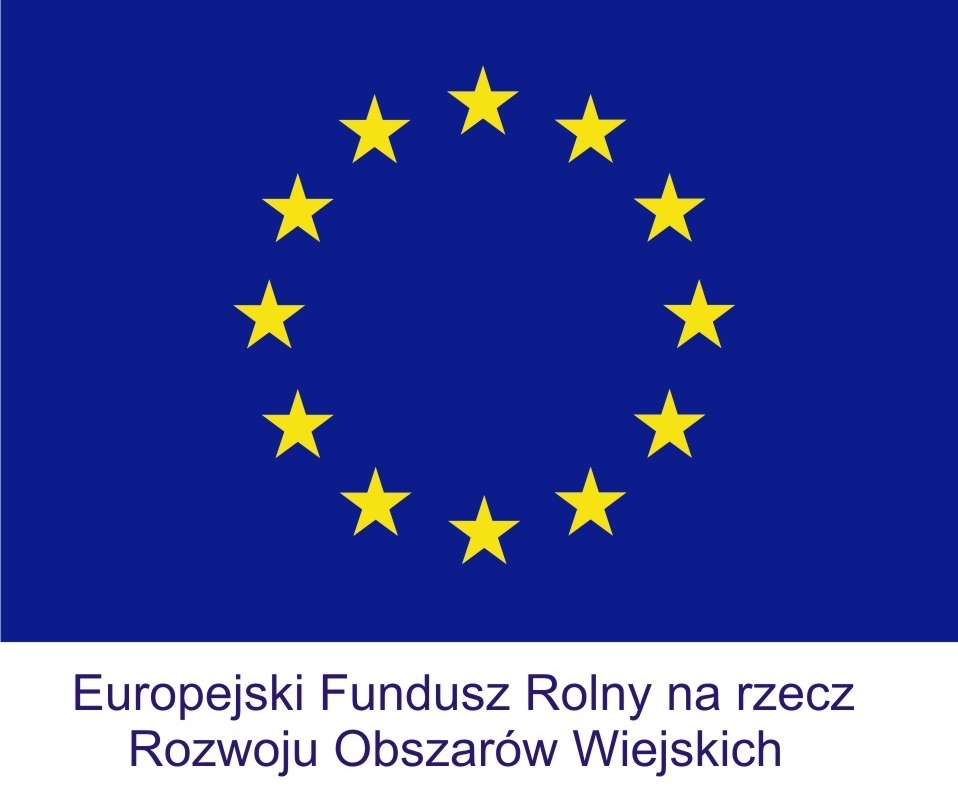 Europejski Fundusz Rolny na rzecz
Rozwoju Obszarów Wiejskich